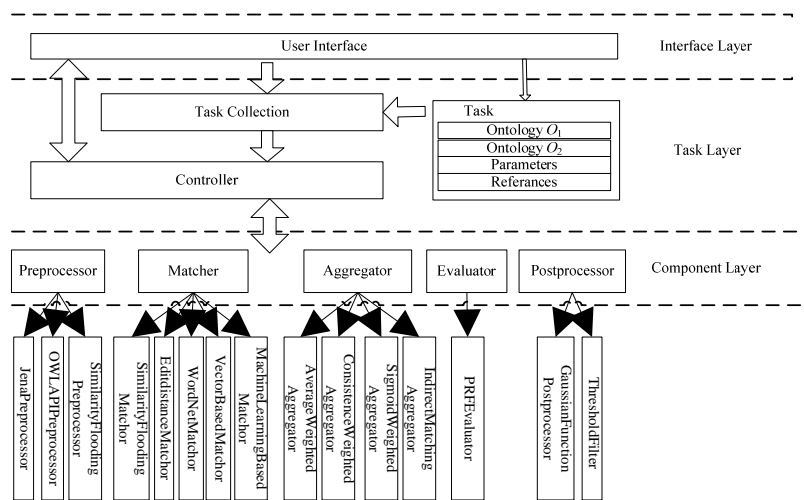 User Interface
Interface Layer
Task Collection
Task
Ontology O1
Ontology O2
Parameters
Referances
Task Layer
Controller
Preprocessor
Matcher
Aggregator
Evaluator
Postprocessor
Component Layer
JenaPreprocessor
OWLAPIPreprocessor
SimilarityFlooding
Preprocessor
SimilarityFlooding
Matchor
EditdistanceMatchor
WordNetMatchor
VectorBasedMatchor
MachineLearningBased
Matchor
AverageWeighted
Aggregator
ConsistenceWeighted
Aggregator
SigmoidWeighted
Aggregator
IndirectMatching
Aggregator
PRFEvaluator
GaussianFunction
Postprocessor
ThresholdFilter